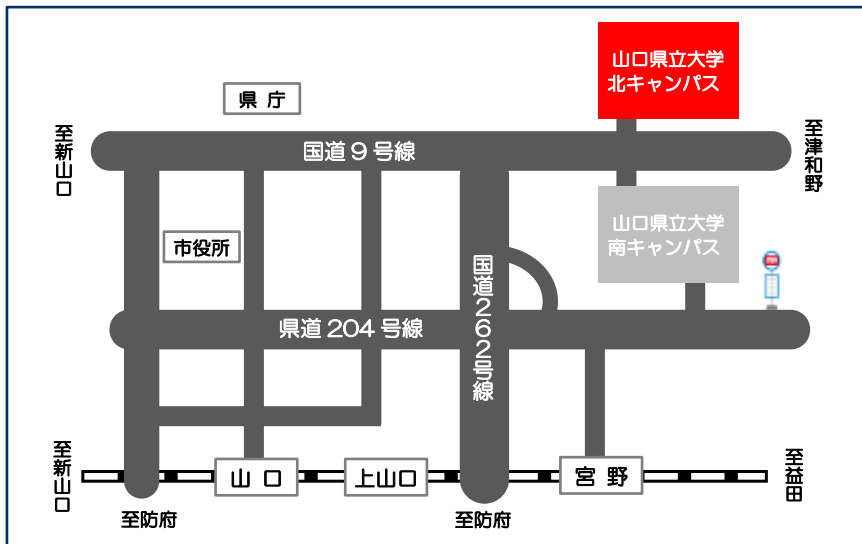 山口県立大学
北キャンパス
県庁
至新山口
国道9号線
至津和野
山口県立大学
南キャンパス
市役所
国道262号線
県道204号線
至新山口
山口
上山口
宮野
至益田
至防府
至防府